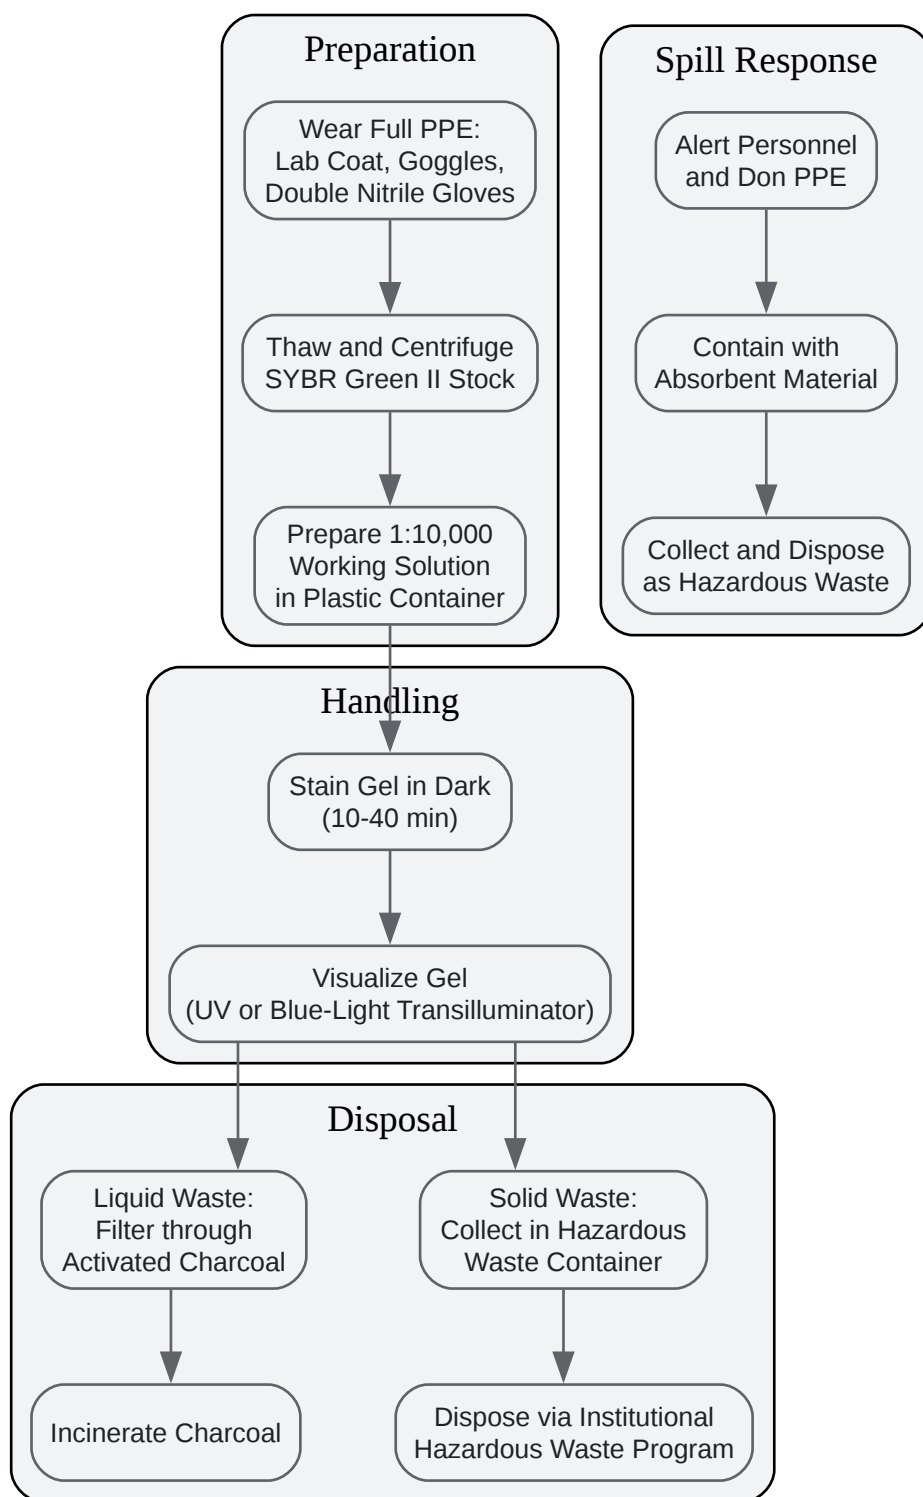 Preparation
Wear Full PPE:
Lab Coat, Goggles,
Double Nitrile Gloves
Thaw and Centrifuge
SYBR Green II Stock
Prepare 1:10,000
Working Solution
in Plastic Container
Spill Response
Alert Personnel
and Don PPE
Contain with
Absorbent Material
Collect and Dispose
as Hazardous Waste
Handling
Stain Gel in Dark
(10-40 min)
Visualize Gel
(UV or Blue-Light Transilluminator)
Disposal
Liquid Waste:
Filter through
Activated Charcoal
Incinerate Charcoal
Solid Waste:
Collect in Hazardous
Waste Container
Dispose via Institutional
Hazardous Waste Program